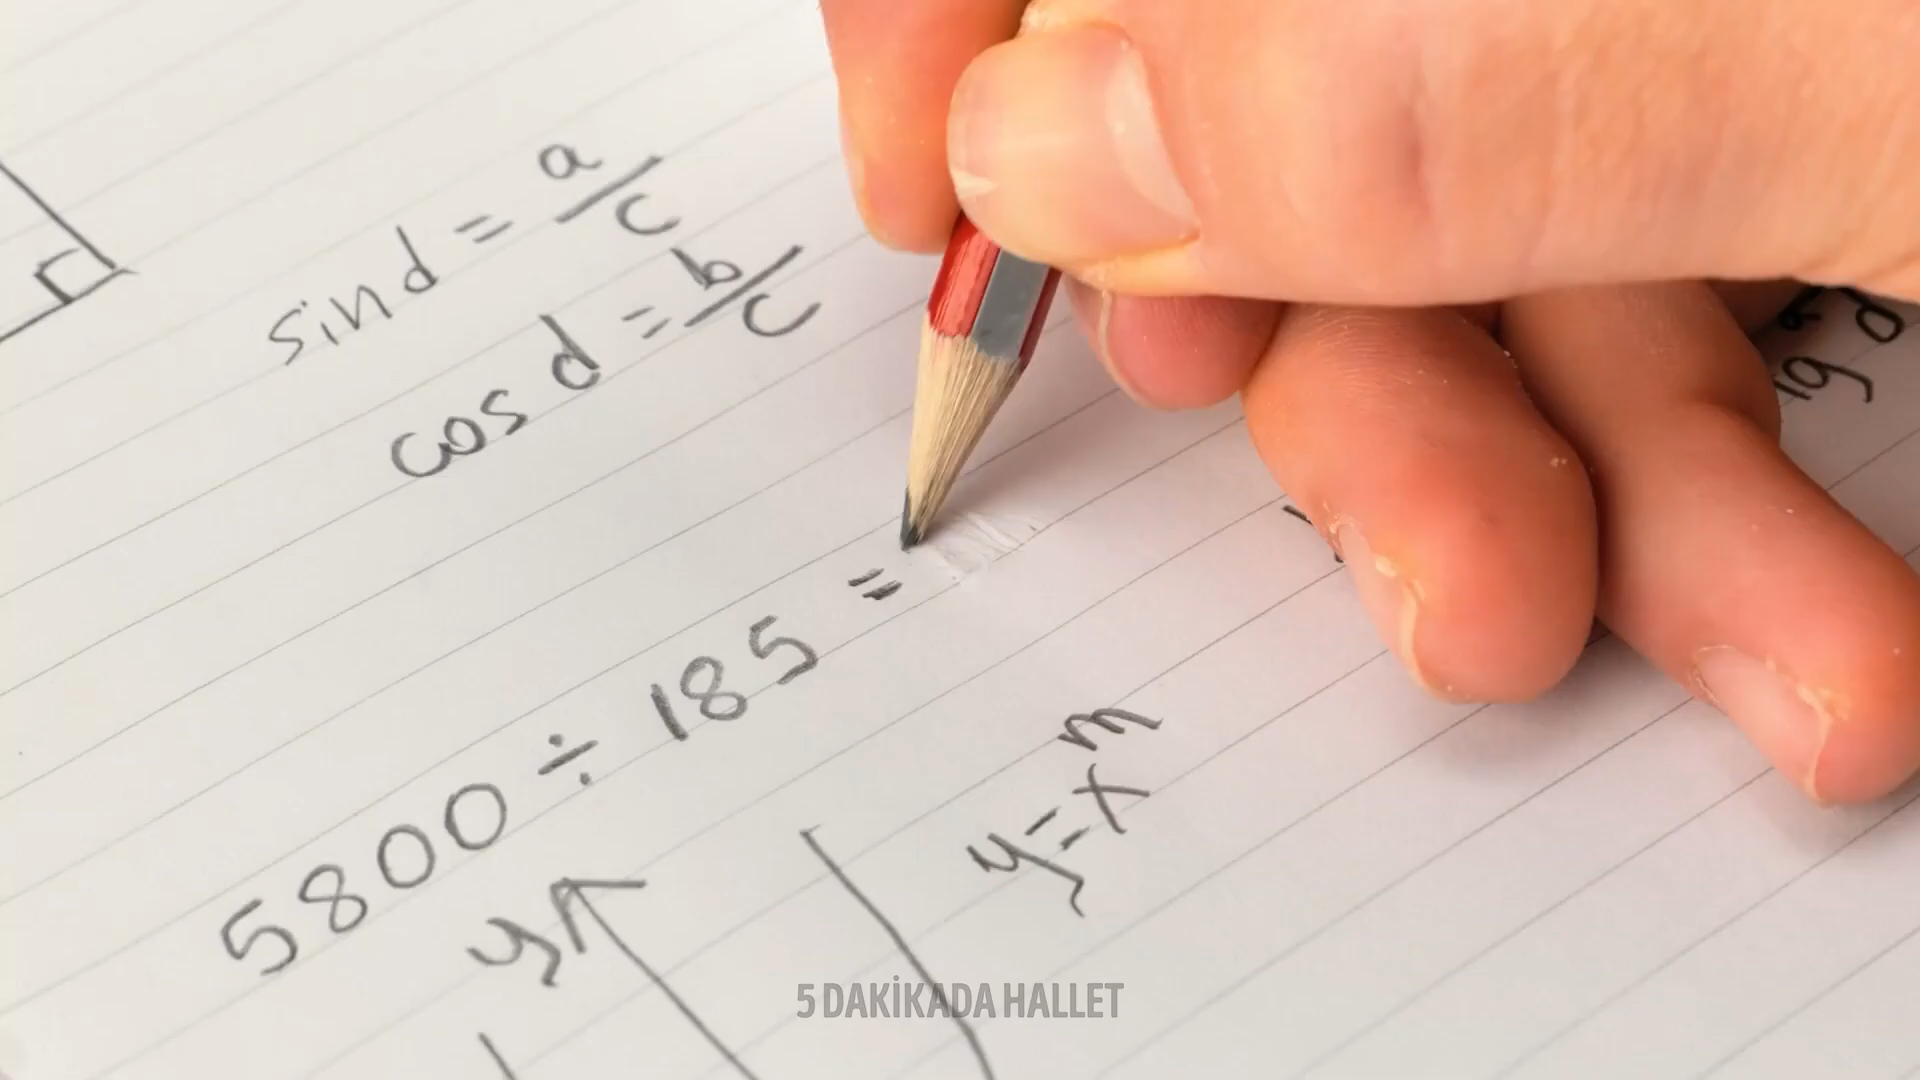 sind = a/c
cos d = b/c
5800 ÷ 185 =
y = x^m
y
5 DAKİKADA HALLET